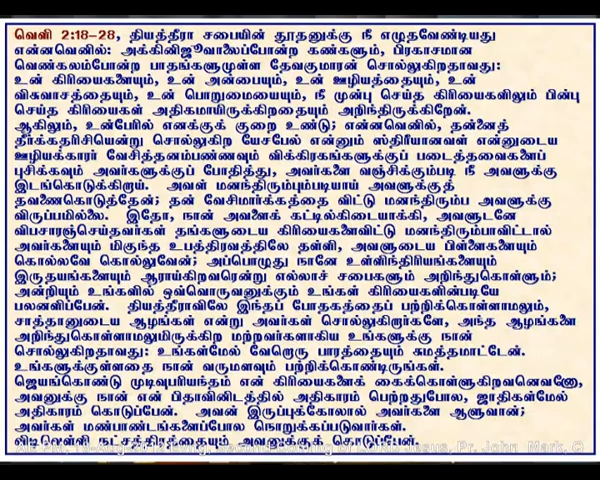 வெளி 2:18-28, தியத்தீரா சபையின் தூதனுக்கு நீ எழுதவேண்டியது
என்னவெனில்: அக்கினிஜூவாலைப்போன்ற கண்களும், பிரகாசமான
வெண்கலம்போன்ற பாதங்களுமுள்ள தேவகுமாரன் சொல்லுகிறதாவது:
உன் கிரியைகளையும், உன் அன்பையும், உன் ஊழியத்தையும், உன்
விசுவாசத்தையும், உன் பொறுமையையும், நீ முன்பு செய்த கிரியைகளிலும் பின்பு
செய்த கிரியைகள் அதிகமாயிருக்கிறதையும் அறிந்திருக்கிறேன்.
ஆகிலும், உன்பேரில் எனக்குக் குறை உண்டு; என்னவெனில், தன்னைத்
தீர்க்கதரிசியென்று சொல்லுகிற யேசபேல் என்னும் ஸ்திரீயானவள் என்னுடைய
ஊழியக்காரர் வேசித்தனம்பண்ணவும் விக்கிரகங்களுக்குப் படைத்தவைகளைப்
புசிக்கவும் அவர்களுக்குப் போதித்து, அவர்களை வஞ்சிக்கும்படி நீ அவளுக்கு
இடங்கொடுக்கிறாய். அவள் மனந்திரும்பும்படியாய் அவளுக்குத்
தவணைகொடுத்தேன்; தன் வேசிமார்க்கத்தை விட்டு மனந்திரும்ப அவளுக்கு
விருப்பமில்லை. இதோ, நான் அவளைக் கட்டில்கிடையாக்கி, அவளுடனே
விபசாரஞ்செய்தவர்கள் தங்களுடைய கிரியைகளைவிட்டு மனந்திரும்பாவிட்டால்
அவர்களையும் மிகுந்த உபத்திரவத்திலே தள்ளி, அவளுடைய பிள்ளைகளையும்
கொல்லவே கொல்லுவேன்; அப்பொழுது நானே உள்ளிந்திரியங்களையும்
இருதயங்களையும் ஆராய்கிறவரென்று எல்லாச் சபைகளும் அறிந்துகொள்ளும்;
அன்றியும் உங்களில் ஒவ்வொருவனுக்கும் உங்கள் கிரியைகளின்படியே
பலனளிப்பேன். தியத்தீராவிலே இந்தப் போதகத்தைப் பற்றிக்கொள்ளாமலும்,
சாத்தானுடைய ஆழங்கள் என்று அவர்கள் சொல்லுகிறார்களே, அந்த ஆழங்களை
அறிந்துகொள்ளாமலுமிருக்கிற மற்றவர்களாகிய உங்களுக்கு நான்
சொல்லுகிறதாவது: உங்கள்மேல் வேறொரு பாரத்தையும் சுமத்தமாட்டேன்.
உங்களுக்குள்ளதை நான் வருமளவும் பற்றிக்கொண்டிருங்கள்.
ஜெயங்கொண்டு முடிவுபரியந்தம் என் கிரியைகளைக் கைக்கொள்ளுகிறவனெவனோ,
அவனுக்கு நான் என் பிதாவினிடத்தில் அதிகாரம் பெற்றதுபோல, ஜாதிகள்மேல்
அதிகாரம் கொடுப்பேன். அவன் இருப்புக்கோலால் அவர்களை ஆளுவான்;
அவர்கள் மண்பாண்டங்களைப்போல நொறுக்கப்படுவார்கள்.
விடிவெள்ளி நட்சத்திரத்தையும் அவனுக்குக் கொடுப்பேன்.
Jesus, Pr. John Mark, G